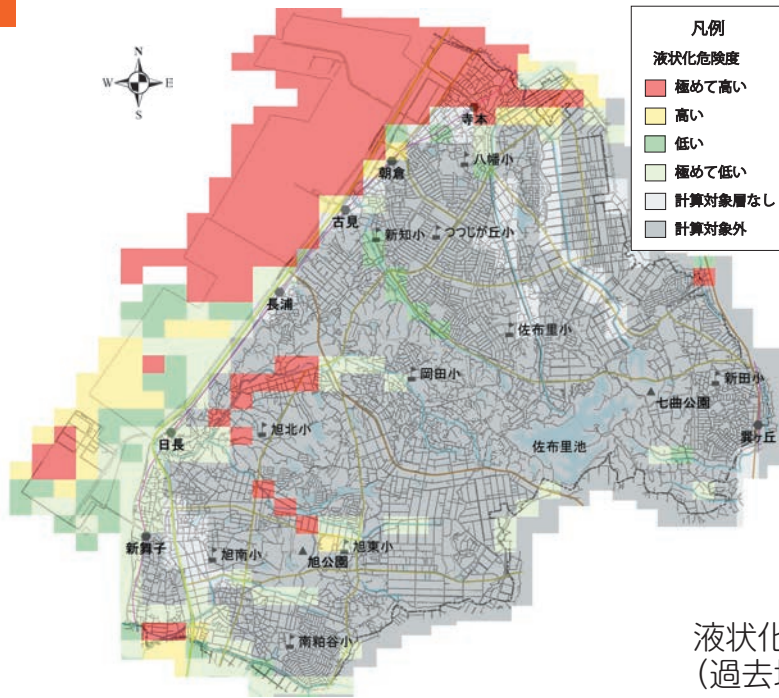 凡例
液状化危険度
極めて高い
高い
低い
極めて低い
計算対象層なし
計算対象外
N
W
E
S
寺本
八幡小
朝倉
古見
新知小
つつじが丘小
長浦
佐布里小
岡田小
新田小
七曲公園
旭北小
日長
佐布里池
巽ヶ丘
新舞子
旭南小
旭公園
旭東小
南粕谷小
液状化
(過去